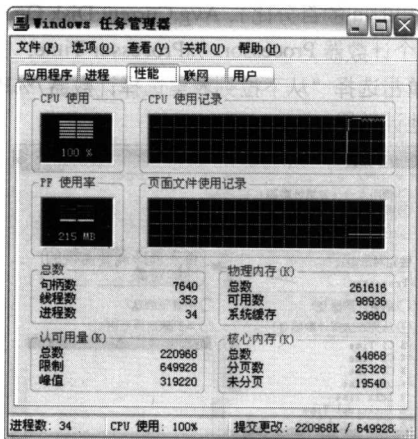 Windows 任务管理器
文件(F) 选项(O) 查看(V) 关机(U) 帮助(H)
应用程序 进程 性能 联网 用户
CPU 使用 CPU 使用记录
100 %
PF 使用率 页面文件使用记录
215 MB
总数 物理内存(K)
句柄数 7640 总数 261616
线程数 353 可用数 98936
进程数 34 系统缓存 39860
认可用量(K) 核心内存(K)
总数 220968 总数 44868
限制 649928 分页数 25328
峰值 319220 未分页 19540
进程数: 34 CPU 使用: 100% 提交更改: 220968K / 649928